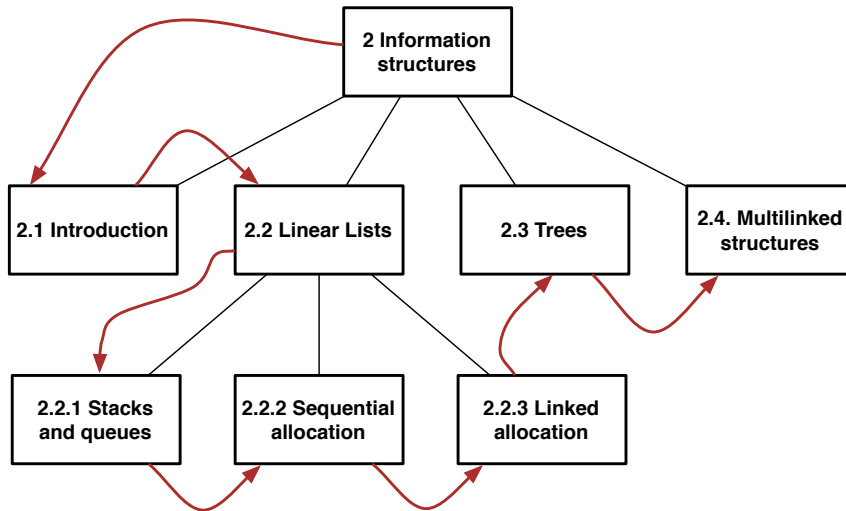 2 Information
structures
2.1 Introduction
2.2 Linear Lists
2.3 Trees
2.4. Multilinked
structures
2.2.1 Stacks
and queues
2.2.2 Sequential
allocation
2.2.3 Linked
allocation